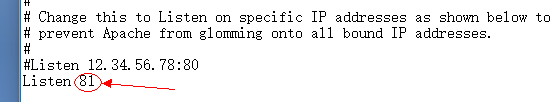 #
# Change this to Listen on specific IP addresses as shown below to
# prevent Apache from glomming onto all bound IP addresses.
#
#Listen 12.34.56.78:80
Listen 81